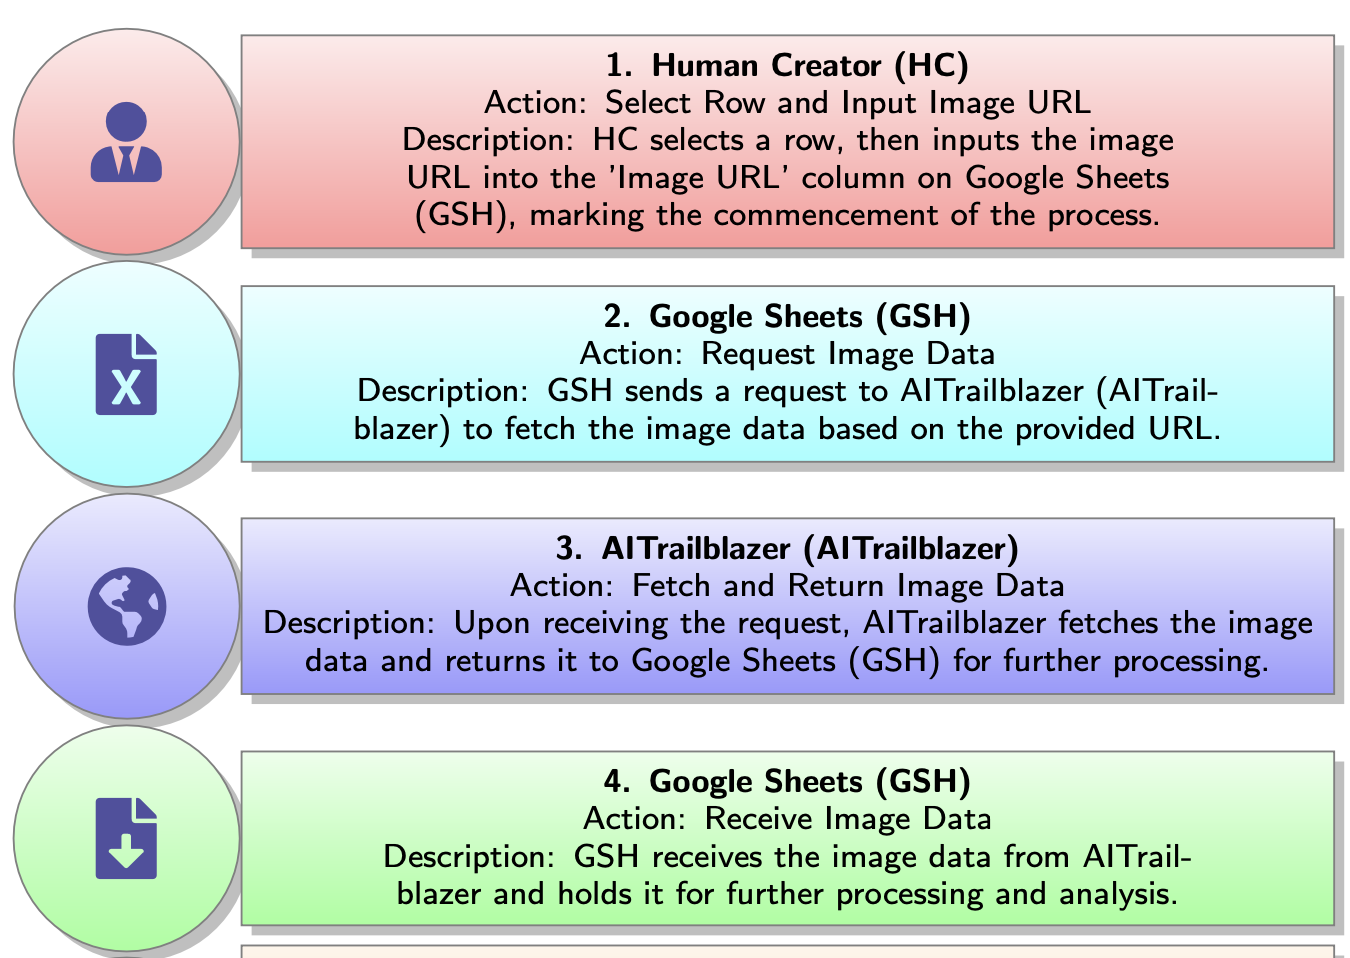 1. Human Creator (HC)
Action: Select Row and Input Image URL
Description: HC selects a row, then inputs the image
URL into the 'Image URL' column on Google Sheets
(GSH), marking the commencement of the process.
2. Google Sheets (GSH)
Action: Request Image Data
Description: GSH sends a request to AITrailblazer (AITrail-
blazer) to fetch the image data based on the provided URL.
3. AITrailblazer (AITrailblazer)
Action: Fetch and Return Image Data
Description: Upon receiving the request, AITrailblazer fetches the image
data and returns it to Google Sheets (GSH) for further processing.
4. Google Sheets (GSH)
Action: Receive Image Data
Description: GSH receives the image data from AITrail-
blazer and holds it for further processing and analysis.